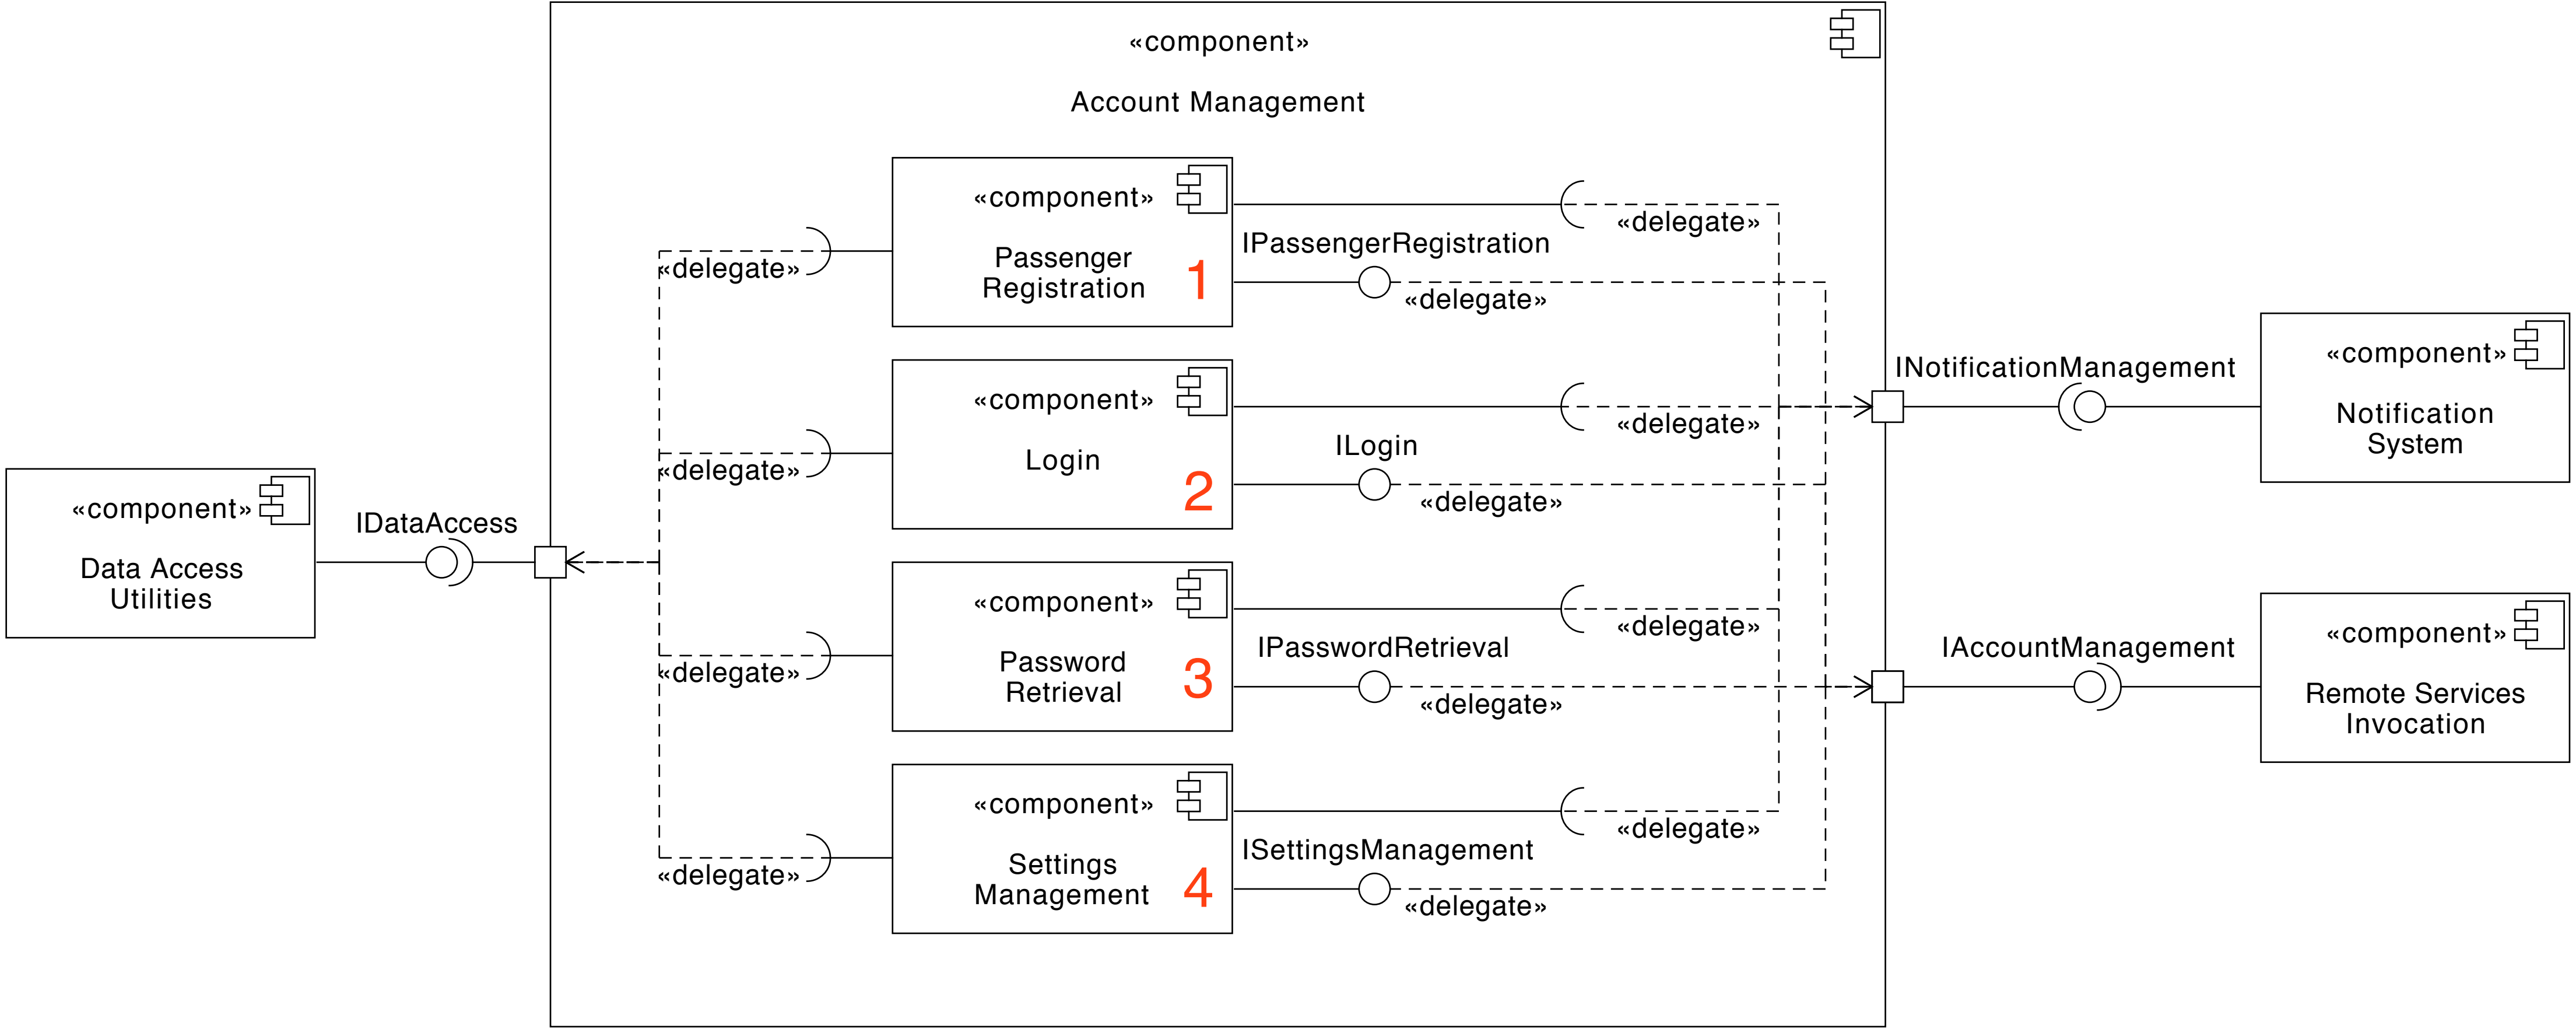 «component»
Account Management
«component»
Passenger
Registration
1
«delegate»
«delegate»
IPassengerRegistration
«delegate»
«component»
Login
2
«delegate»
«delegate»
ILogin
«delegate»
«component»
Password
Retrieval
3
«delegate»
«delegate»
IPasswordRetrieval
«delegate»
«component»
Settings
Management
4
«delegate»
«delegate»
ISettingsManagement
«delegate»
«component»
Data Access
Utilities
IDataAccess
INotificationManagement
«component»
Notification
System
IAccountManagement
«component»
Remote Services
Invocation